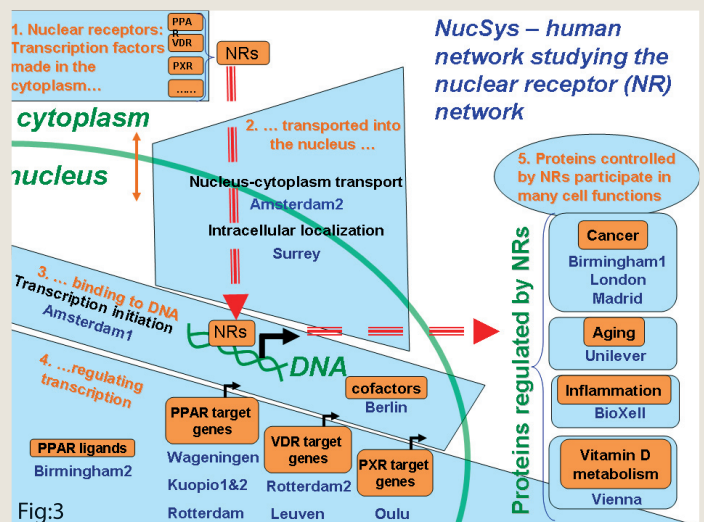 1. Nuclear receptors:
Transcription factors
made in the
cytoplasm…
PPA
R
VDR
PXR
……
NRs
NucSys – human
network studying the
nuclear receptor (NR)
network
cytoplasm
nucleus
2. … transported into
the nucleus …
Nucleus-cytoplasm transport
Amsterdam2
Intracellular localization
Surrey
3. … binding to DNA
Transcription initiation
Amsterdam1
NRs
DNA
4. …regulating
transcription
cofactors
Berlin
PPAR ligands
Birmingham2
PPAR target
genes
Wageningen
Kuopio1&2
Rotterdam
VDR target
genes
Rotterdam2
Leuven
PXR target
genes
Oulu
5. Proteins controlled
by NRs participate in
many cell functions
Proteins regulated by NRs
Cancer
Birmingham1
London
Madrid
Aging
Unilever
Inflammation
BioXell
Vitamin D
metabolism
Vienna
Fig:3